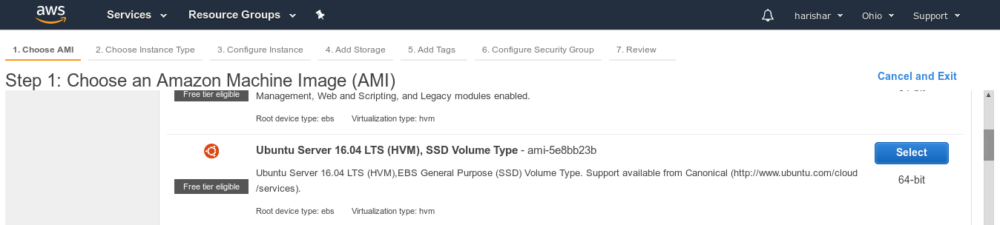 aws Services Resource Groups harishar Ohio Support
1. Choose AMI 2. Choose Instance Type 3. Configure Instance 4. Add Storage 5. Add Tags 6. Configure Security Group 7. Review
Step 1: Choose an Amazon Machine Image (AMI) Cancel and Exit
Free tier eligible Management, Web and Scripting, and Legacy modules enabled.
Root device type: ebs Virtualization type: hvm
Ubuntu Server 16.04 LTS (HVM), SSD Volume Type - ami-5e8bb23b Select
Ubuntu Server 16.04 LTS (HVM),EBS General Purpose (SSD) Volume Type. Support available from Canonical (http://www.ubuntu.com/cloud 64-bit
Free tier eligible /services).
Root device type: ebs Virtualization type: hvm